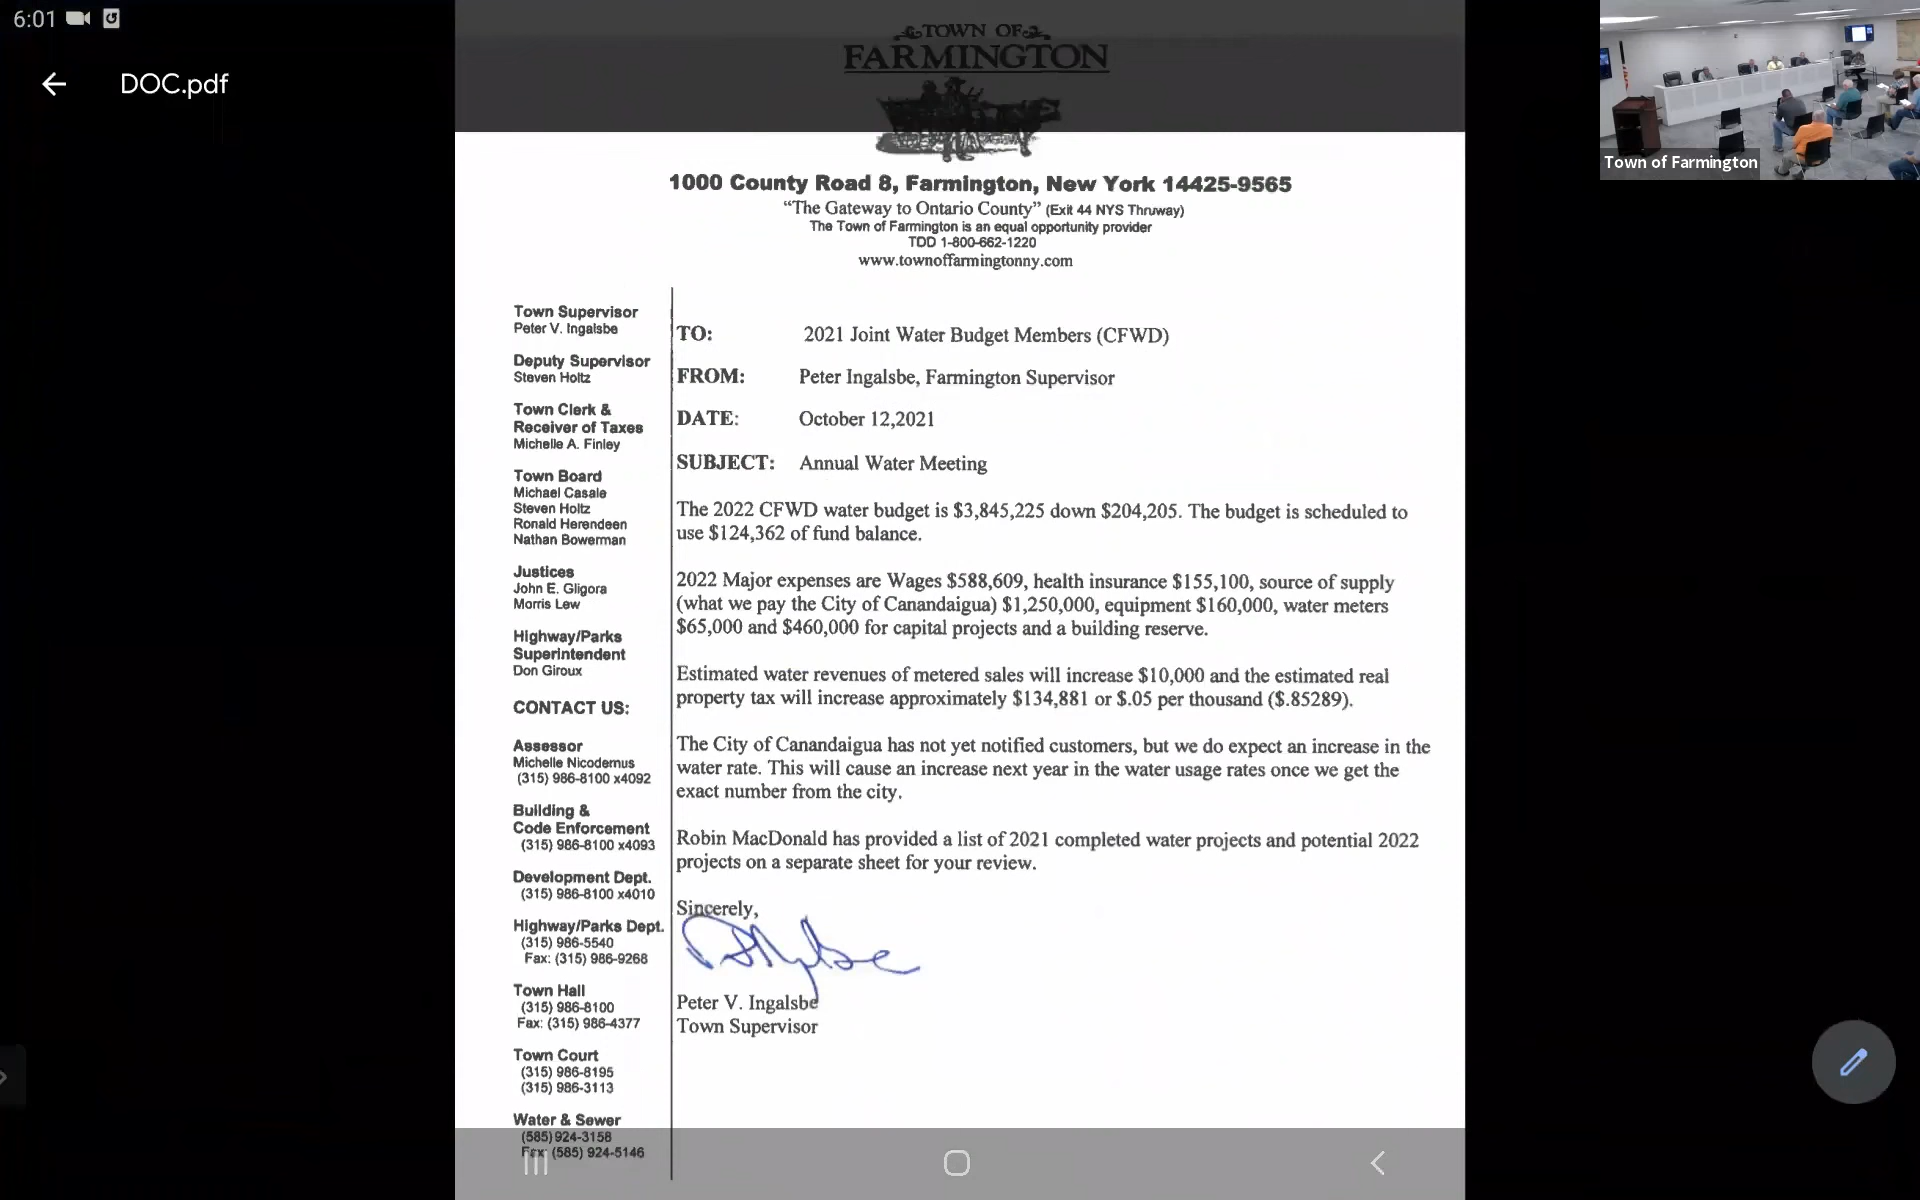 6:01
DOC.pdf
TOWN OF
FARMINGTON
1000 County Road 8, Farmington, New York 14425-9565
“The Gateway to Ontario County” (Exit 44 NYS Thruway)
The Town of Farmington is an equal opportunity provider
TDD 1-800-662-1220
www.townoffarmingtonny.com
Town Supervisor
Peter V. Ingalsbe
Deputy Supervisor
Steven Holtz
Town Clerk &
Receiver of Taxes
Michelle A. Finley
Town Board
Michael Casale
Steven Holtz
Ronald Herendeen
Nathan Bowerman
Justices
John E. Gligora
Morris Lew
Highway/Parks
Superintendent
Don Giroux
CONTACT US:
Assessor
Michelle Nicodemus
(315) 986-8100 x4092
Building &
Code Enforcement
(315) 986-8100 x4093
Development Dept.
(315) 986-8100 x4010
Highway/Parks Dept.
(315) 986-5540
Fax: (315) 986-9268
Town Hall
(315) 986-8100
Fax: (315) 986-4377
Town Court
(315) 986-8195
(315) 986-3113
Water & Sewer
(585) 924-3158
Fax: (585) 924-5146
TO: 2021 Joint Water Budget Members (CFWD)
FROM: Peter Ingalsbe, Farmington Supervisor
DATE: October 12,2021
SUBJECT: Annual Water Meeting
The 2022 CFWD water budget is $3,845,225 down $204,205. The budget is scheduled to
use $124,362 of fund balance.
2022 Major expenses are Wages $588,609, health insurance $155,100, source of supply
(what we pay the City of Canandaigua) $1,250,000, equipment $160,000, water meters
$65,000 and $460,000 for capital projects and a building reserve.
Estimated water revenues of metered sales will increase $10,000 and the estimated real
property tax will increase approximately $134,881 or $.05 per thousand ($.85289).
The City of Canandaigua has not yet notified customers, but we do expect an increase in the
water rate. This will cause an increase next year in the water usage rates once we get the
exact number from the city.
Robin MacDonald has provided a list of 2021 completed water projects and potential 2022
projects on a separate sheet for your review.
Sincerely,
Peter V. Ingalsbe
Town Supervisor
Town of Farmington